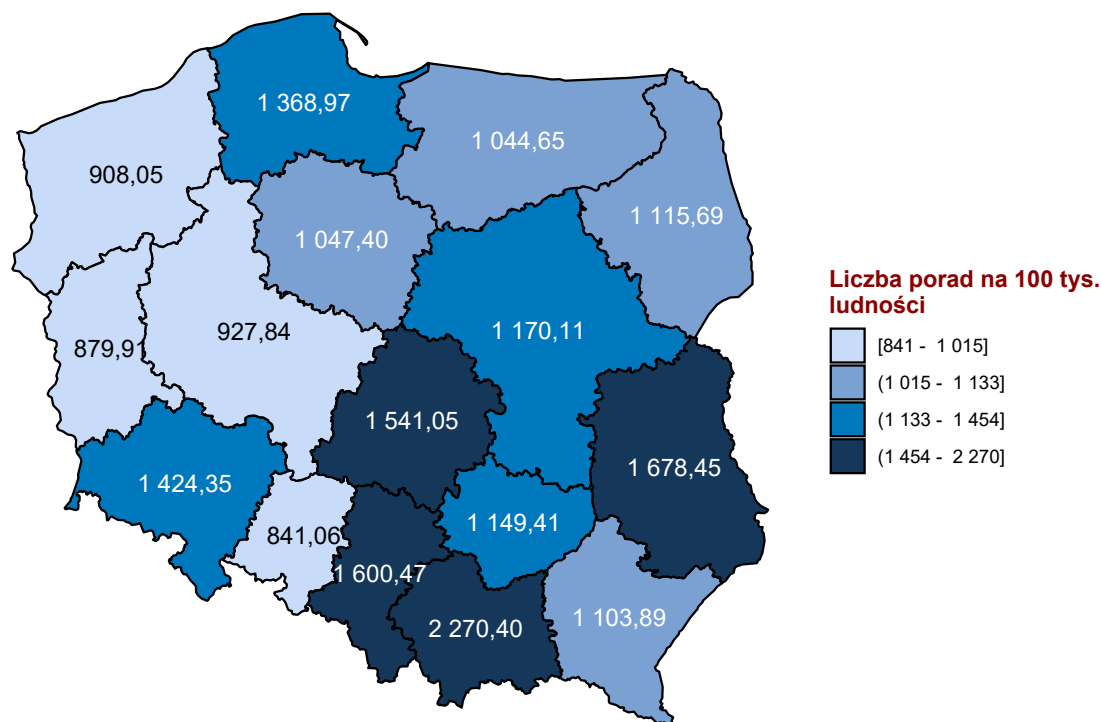 1 368,97
1 044,65
908,05
1 115,69
1 047,40
927,84
1 170,11
879,91
1 541,05
1 678,45
1 424,35
1 149,41
841,06
1 600,47
1 103,89
2 270,40
Liczba porad na 100 tys.
ludności
[841 - 1 015]
(1 015 - 1 133]
(1 133 - 1 454]
(1 454 - 2 270]